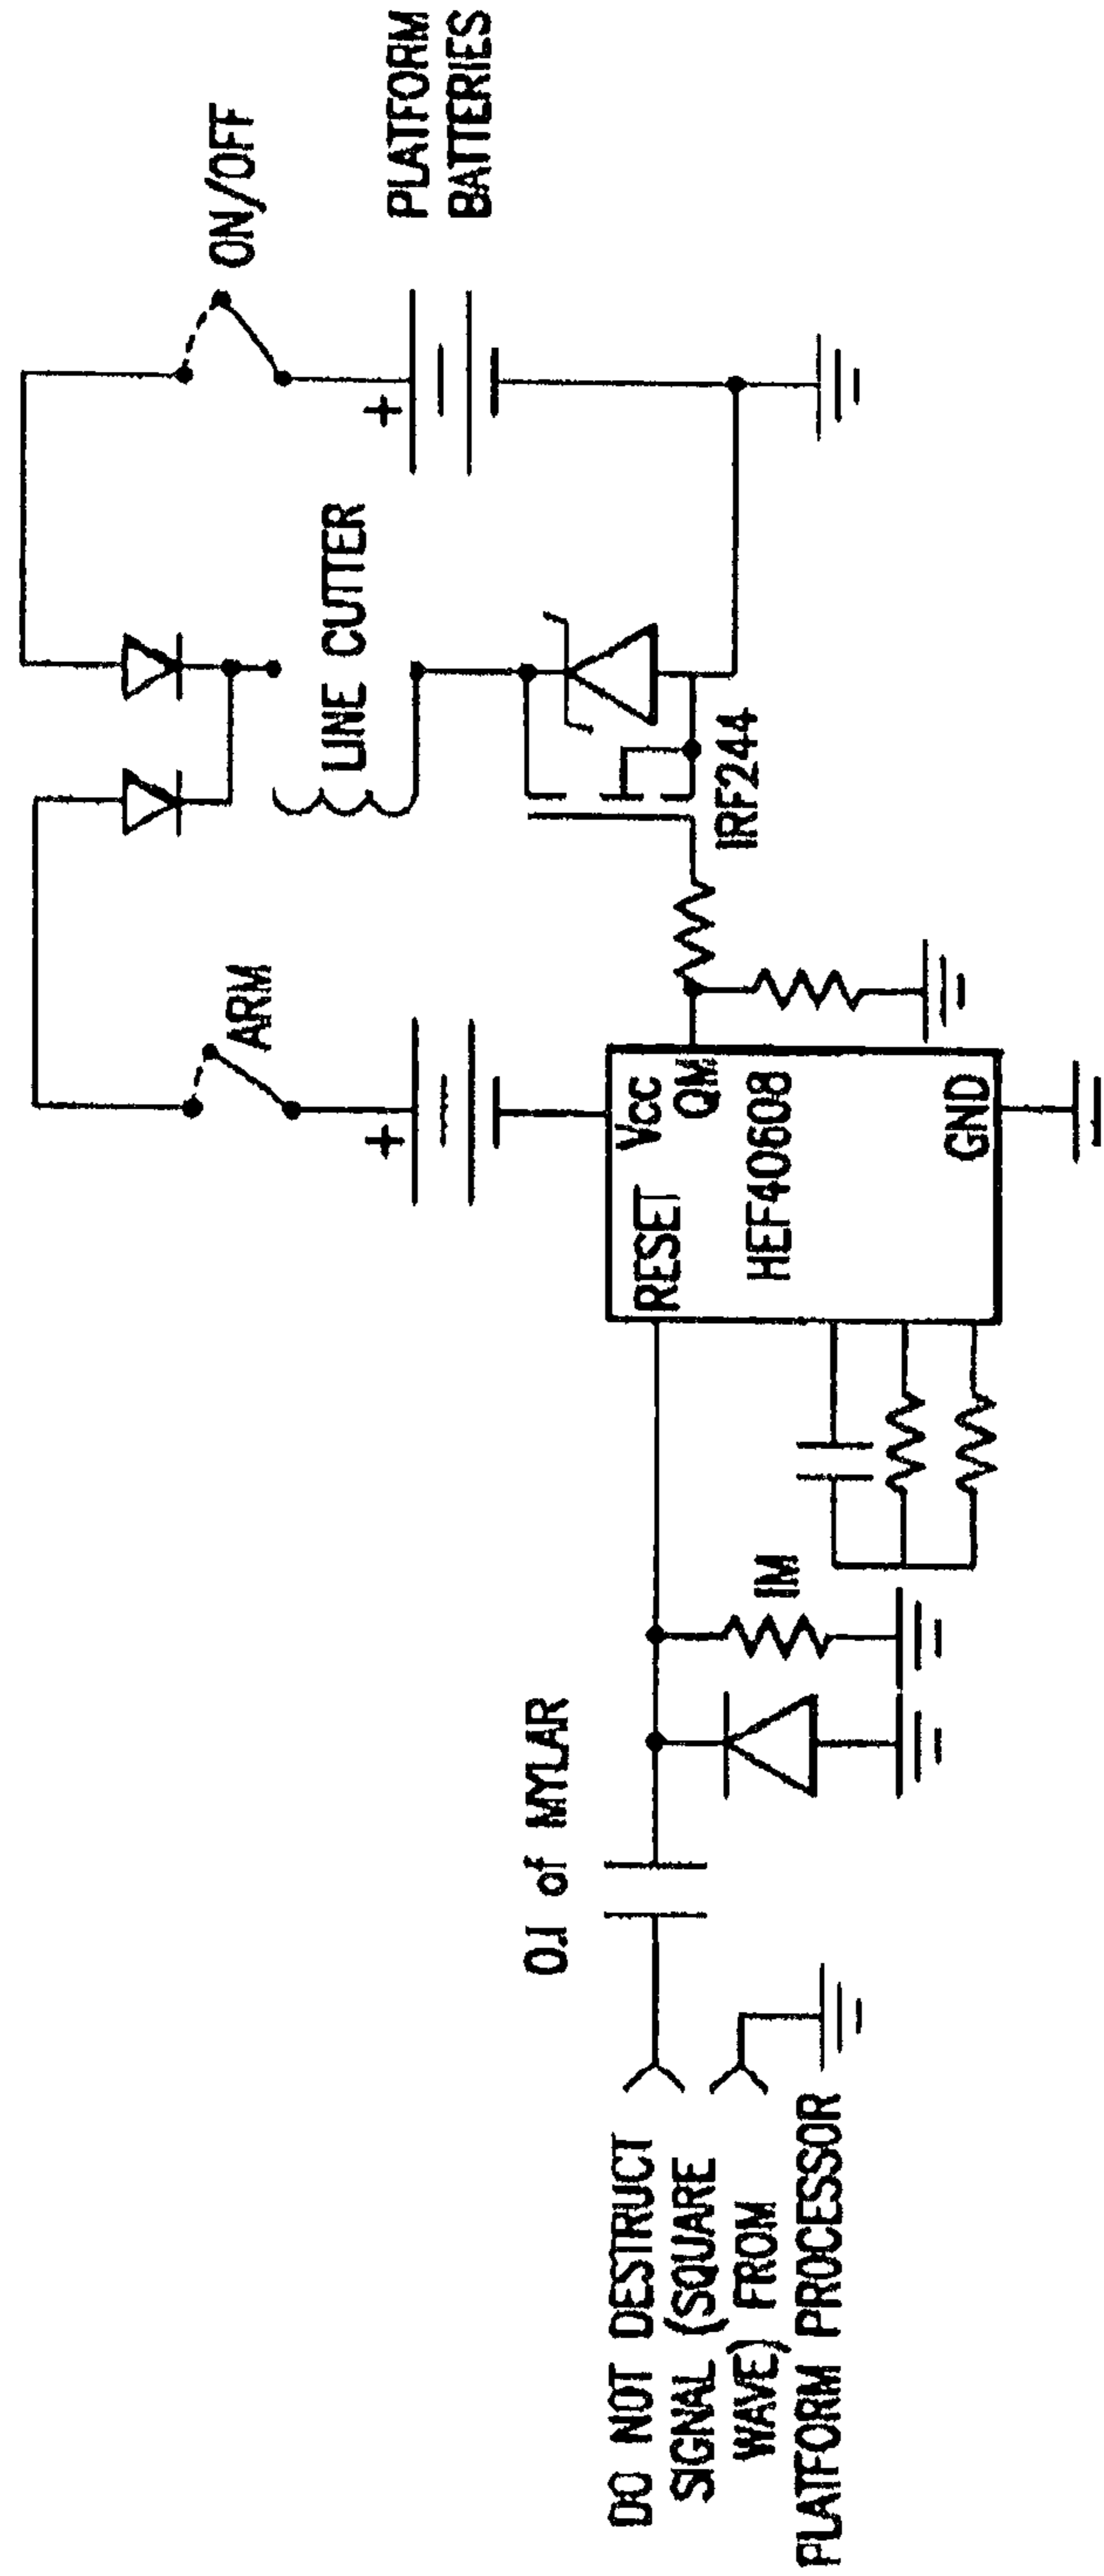 DO NOT DESTRUCT
SIGNAL (SQUARE
WAVE) FROM
PLATFORM PROCESSOR
0.1 of MYLAR
1M
RESET
Vcc
QM
HEF40608
GND
ARM
+
IRF244
LINE CUTTER
ON/OFF
+
PLATFORM
BATTERIES